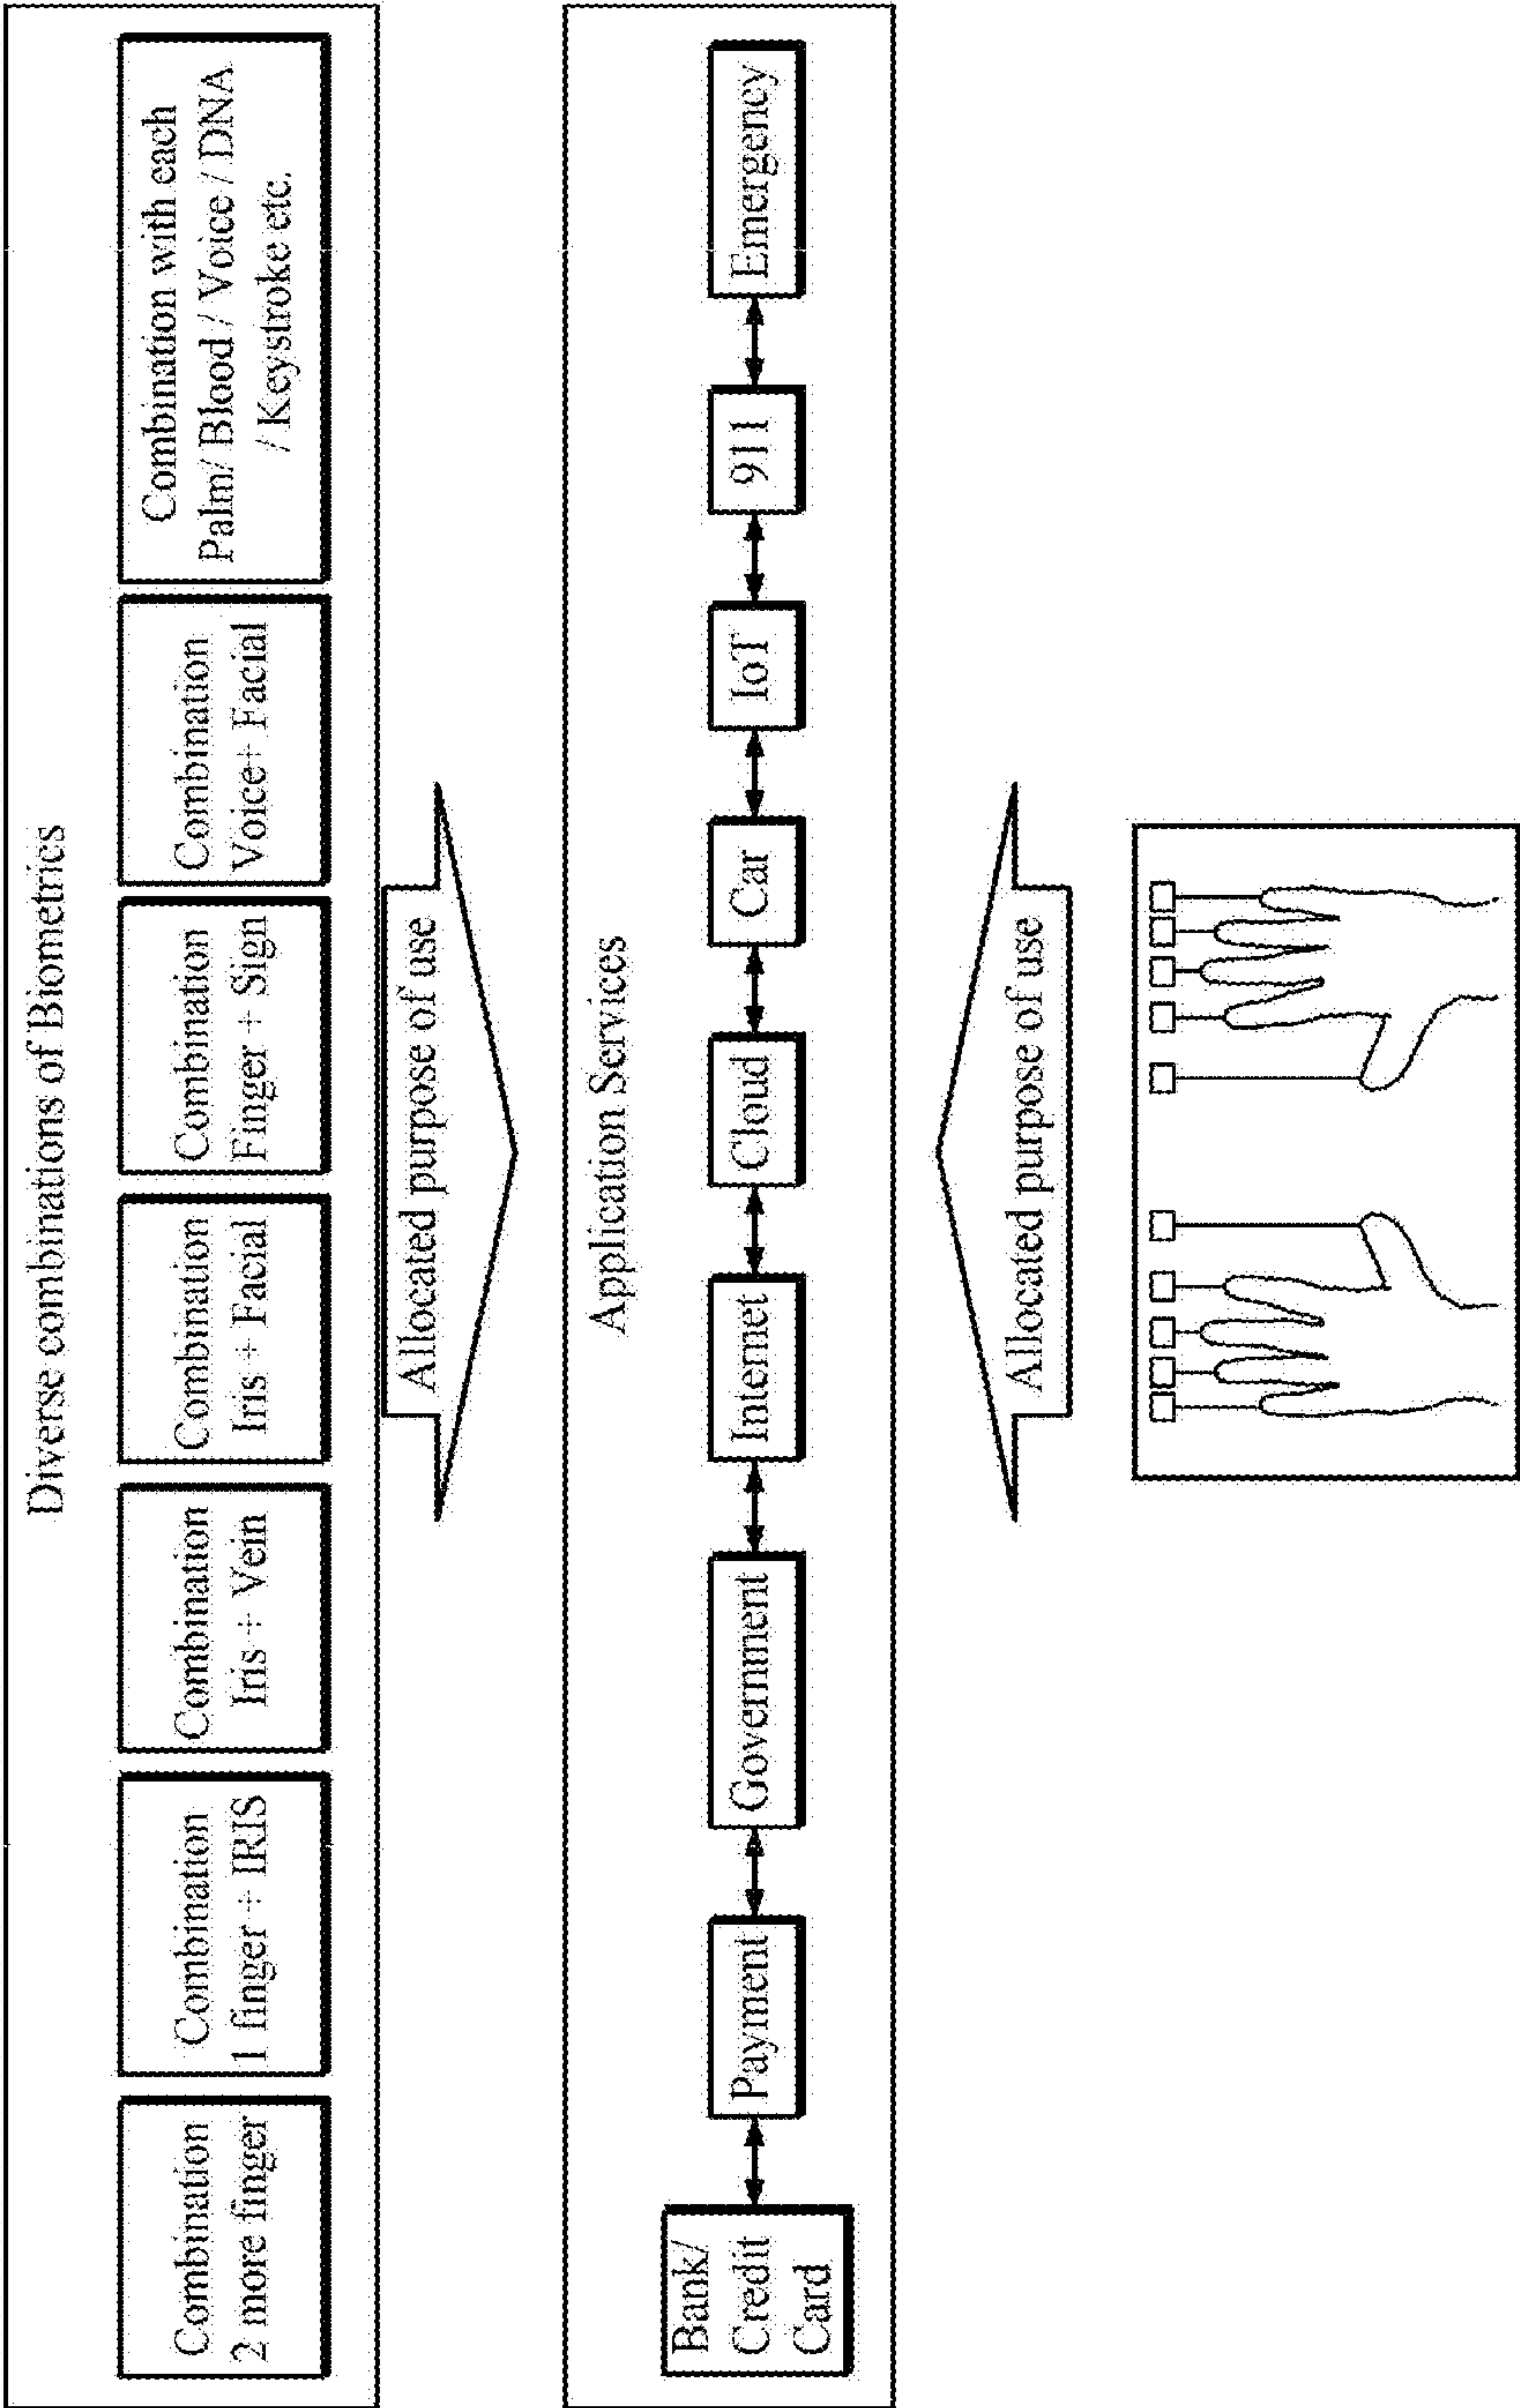 Diverse combinations of Biometrics
Combination
2 more finger
Combination
1 finger + IRIS
Combination
Iris + Vein
Combination
Iris + Facial
Combination
Finger + Sign
Combination
Voice+ Facial
Combination with each
Palm/ Blood / Voice / DNA
/ Keystroke etc.
Allocated purpose of use
Application Services
Bank/
Credit
Card
Payment
Government
Internet
Cloud
Car
IoT
911
Emergency
Allocated purpose of use